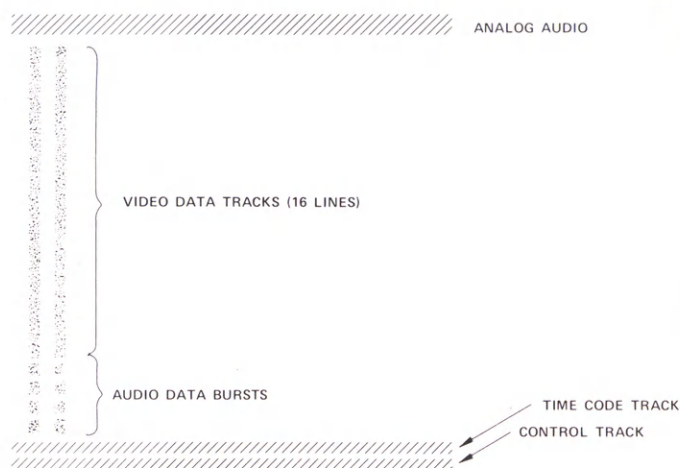 ANALOG AUDIO
VIDEO DATA TRACKS (16 LINES)
AUDIO DATA BURSTS
TIME CODE TRACK
CONTROL TRACK